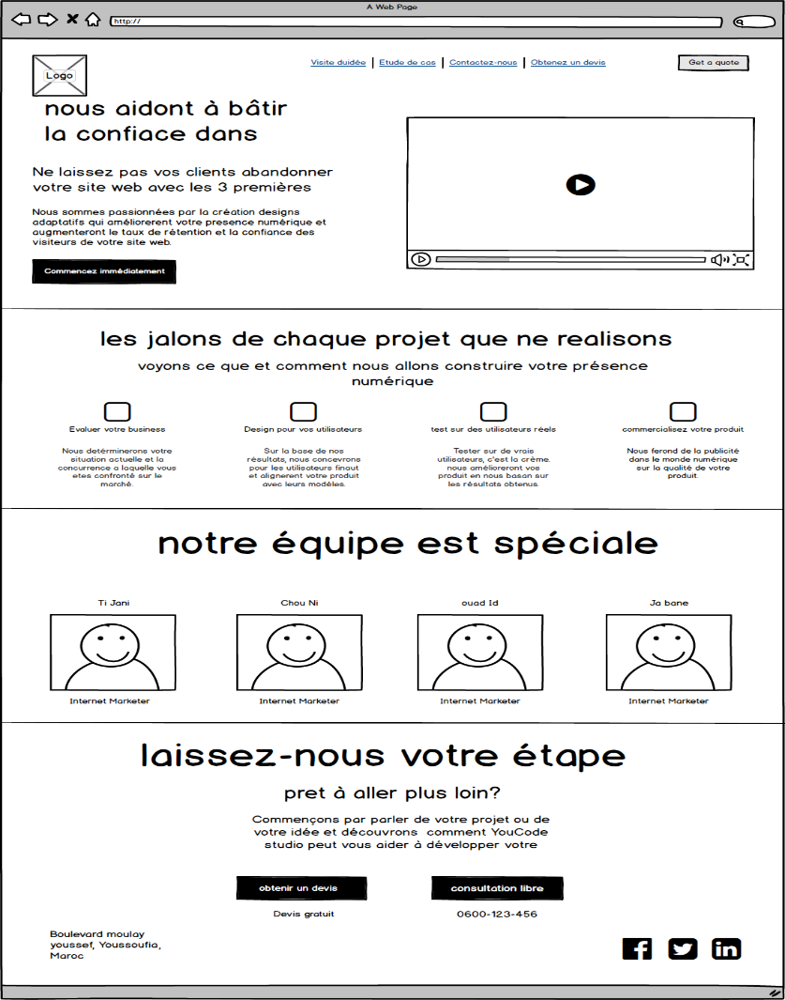 A Web Page
http://
Logo
Visite duidée | Etude de cas | Contactez-nous | Obtenez un devis
Get a quote
nous aidont à bâtir
la confiace dans
Ne laissez pas vos clients abandonner
votre site web avec les 3 premières
Nous sommes passionnées par la création designs
adaptatifs qui améliorerent votre presence numérique et
augmenteront le taux de rétention et la confiance des
visiteurs de votre site web.
Commencez immédiatement
les jalons de chaque projet que ne realisons
voyons ce que et comment nous allons construire votre présence
numérique
Evaluer votre business
Nous detérminerons votre
situation actuelle et la
concurrence a laquelle vous
etes confronté sur le
marché.
Design pour vos utilisateurs
Sur la base de nos
résultats, nous concevrons
pour les utilisateurs finaut
et alignerent votre produit
avec leurs modéles.
test sur des utilisateurs réels
Tester sur de vrais
utilisateurs, c'est la crème.
nous amélioreront vos
produit en nous basan sur
les résultats obtenus.
commercialisez votre produit
Nous ferond de la publicité
dans le monde numérique
sur la qualité de votre
produit.
notre équipe est spéciale
Ti Jani
Internet Marketer
Chou Ni
Internet Marketer
ouad Id
Internet Marketer
Ja bane
Internet Marketer
laissez-nous votre étape
pret à aller plus loin?
Commençons par parler de votre projet ou de
votre idée et découvrons comment YouCode
studio peut vous aider à développer votre
obtenir un devis
Devis gratuit
consultation libre
0600-123-456
Boulevard moulay
youssef, Youssoufia,
Maroc